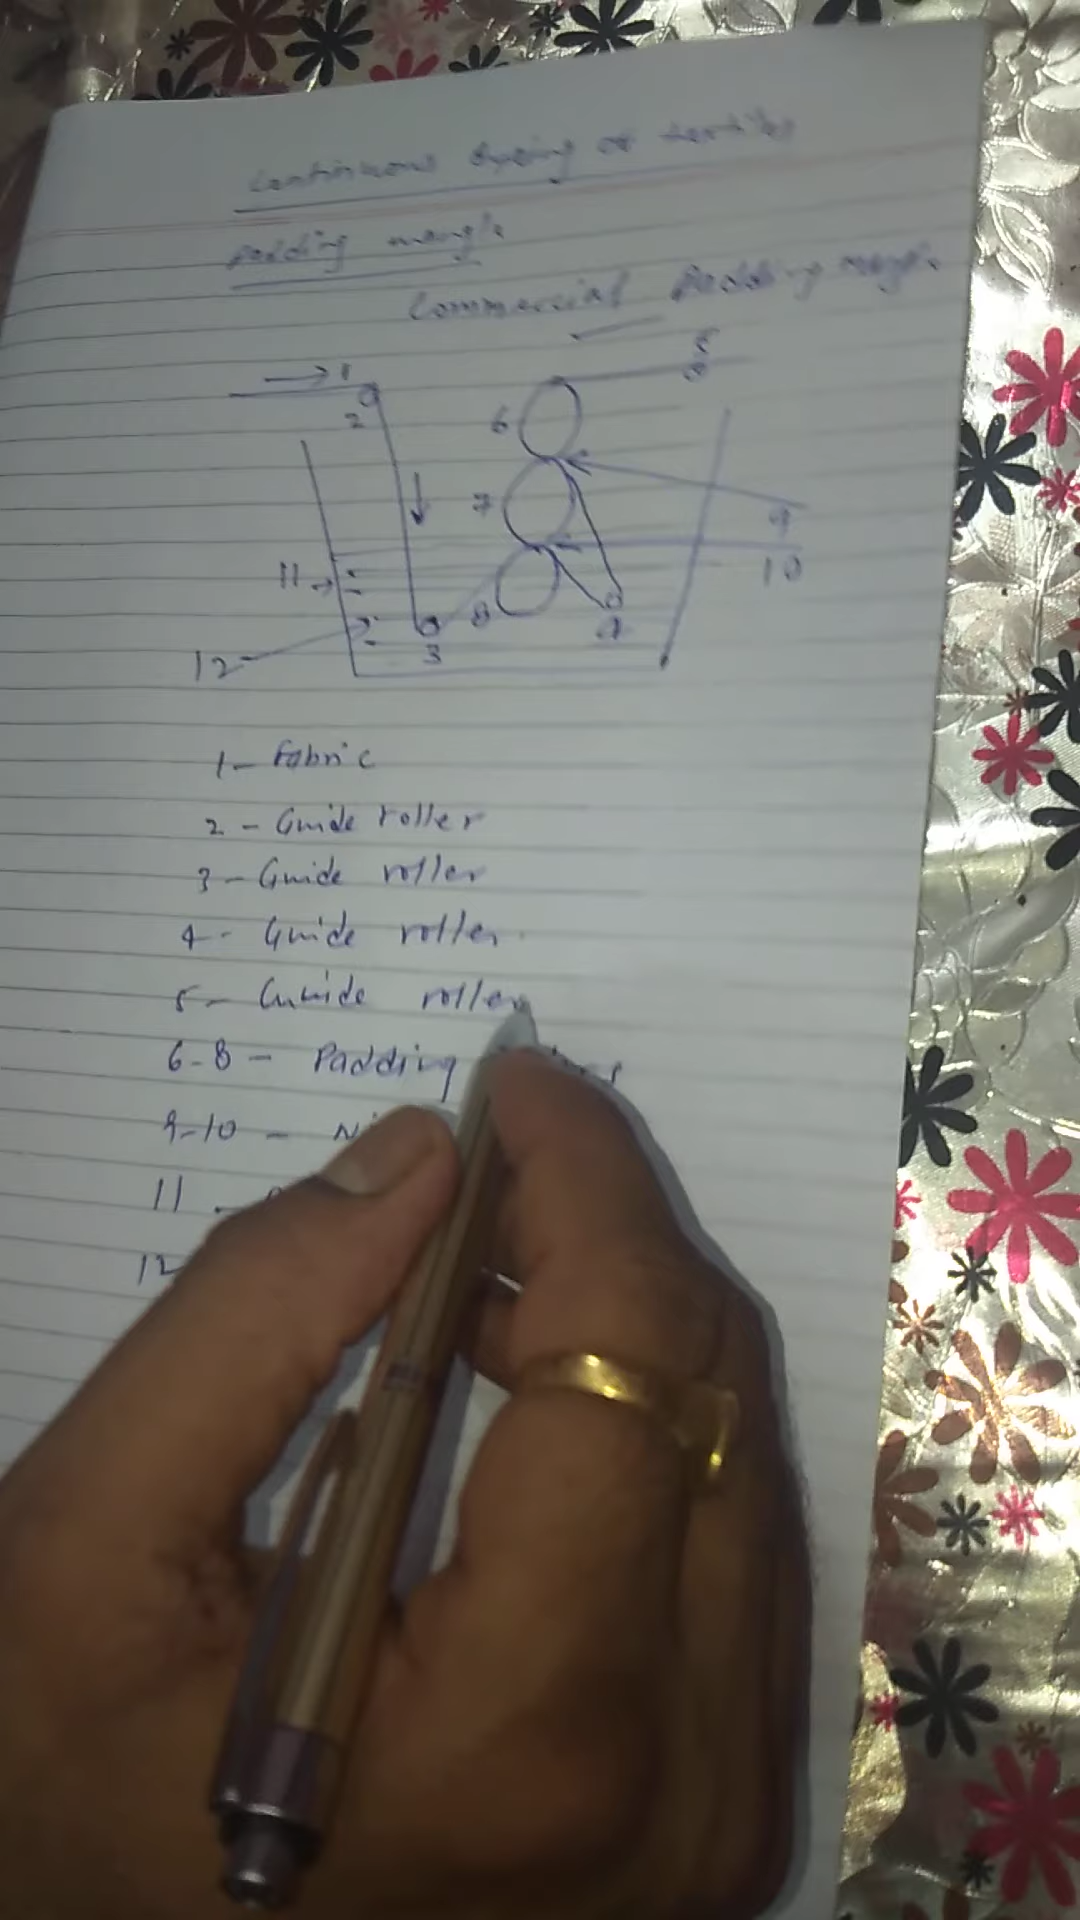 Continuous dyeing of textiles
Padding mangle
Commercial Padding mangle
1
5
2
6
7
9
11
10
8
4
3
12
1 - Fabric
2 - Guide roller
3 - Guide roller
4 - Guide roller
5 - Guide roller
6-8 - Padding
9-10 - Ni
11 -
12